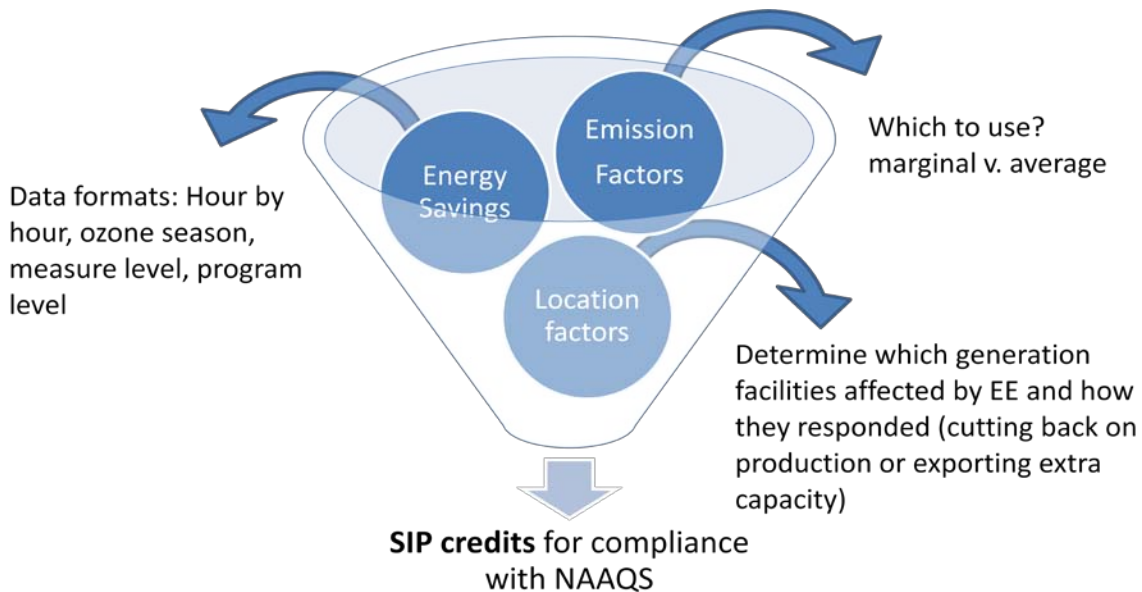 Emission
Factors
Energy
Savings
Location
factors
Which to use?
marginal v. average
Data formats: Hour by
hour, ozone season,
measure level, program
level
Determine which generation
facilities affected by EE and how
they responded (cutting back on
production or exporting extra
capacity)
SIP credits for compliance
with NAAQS